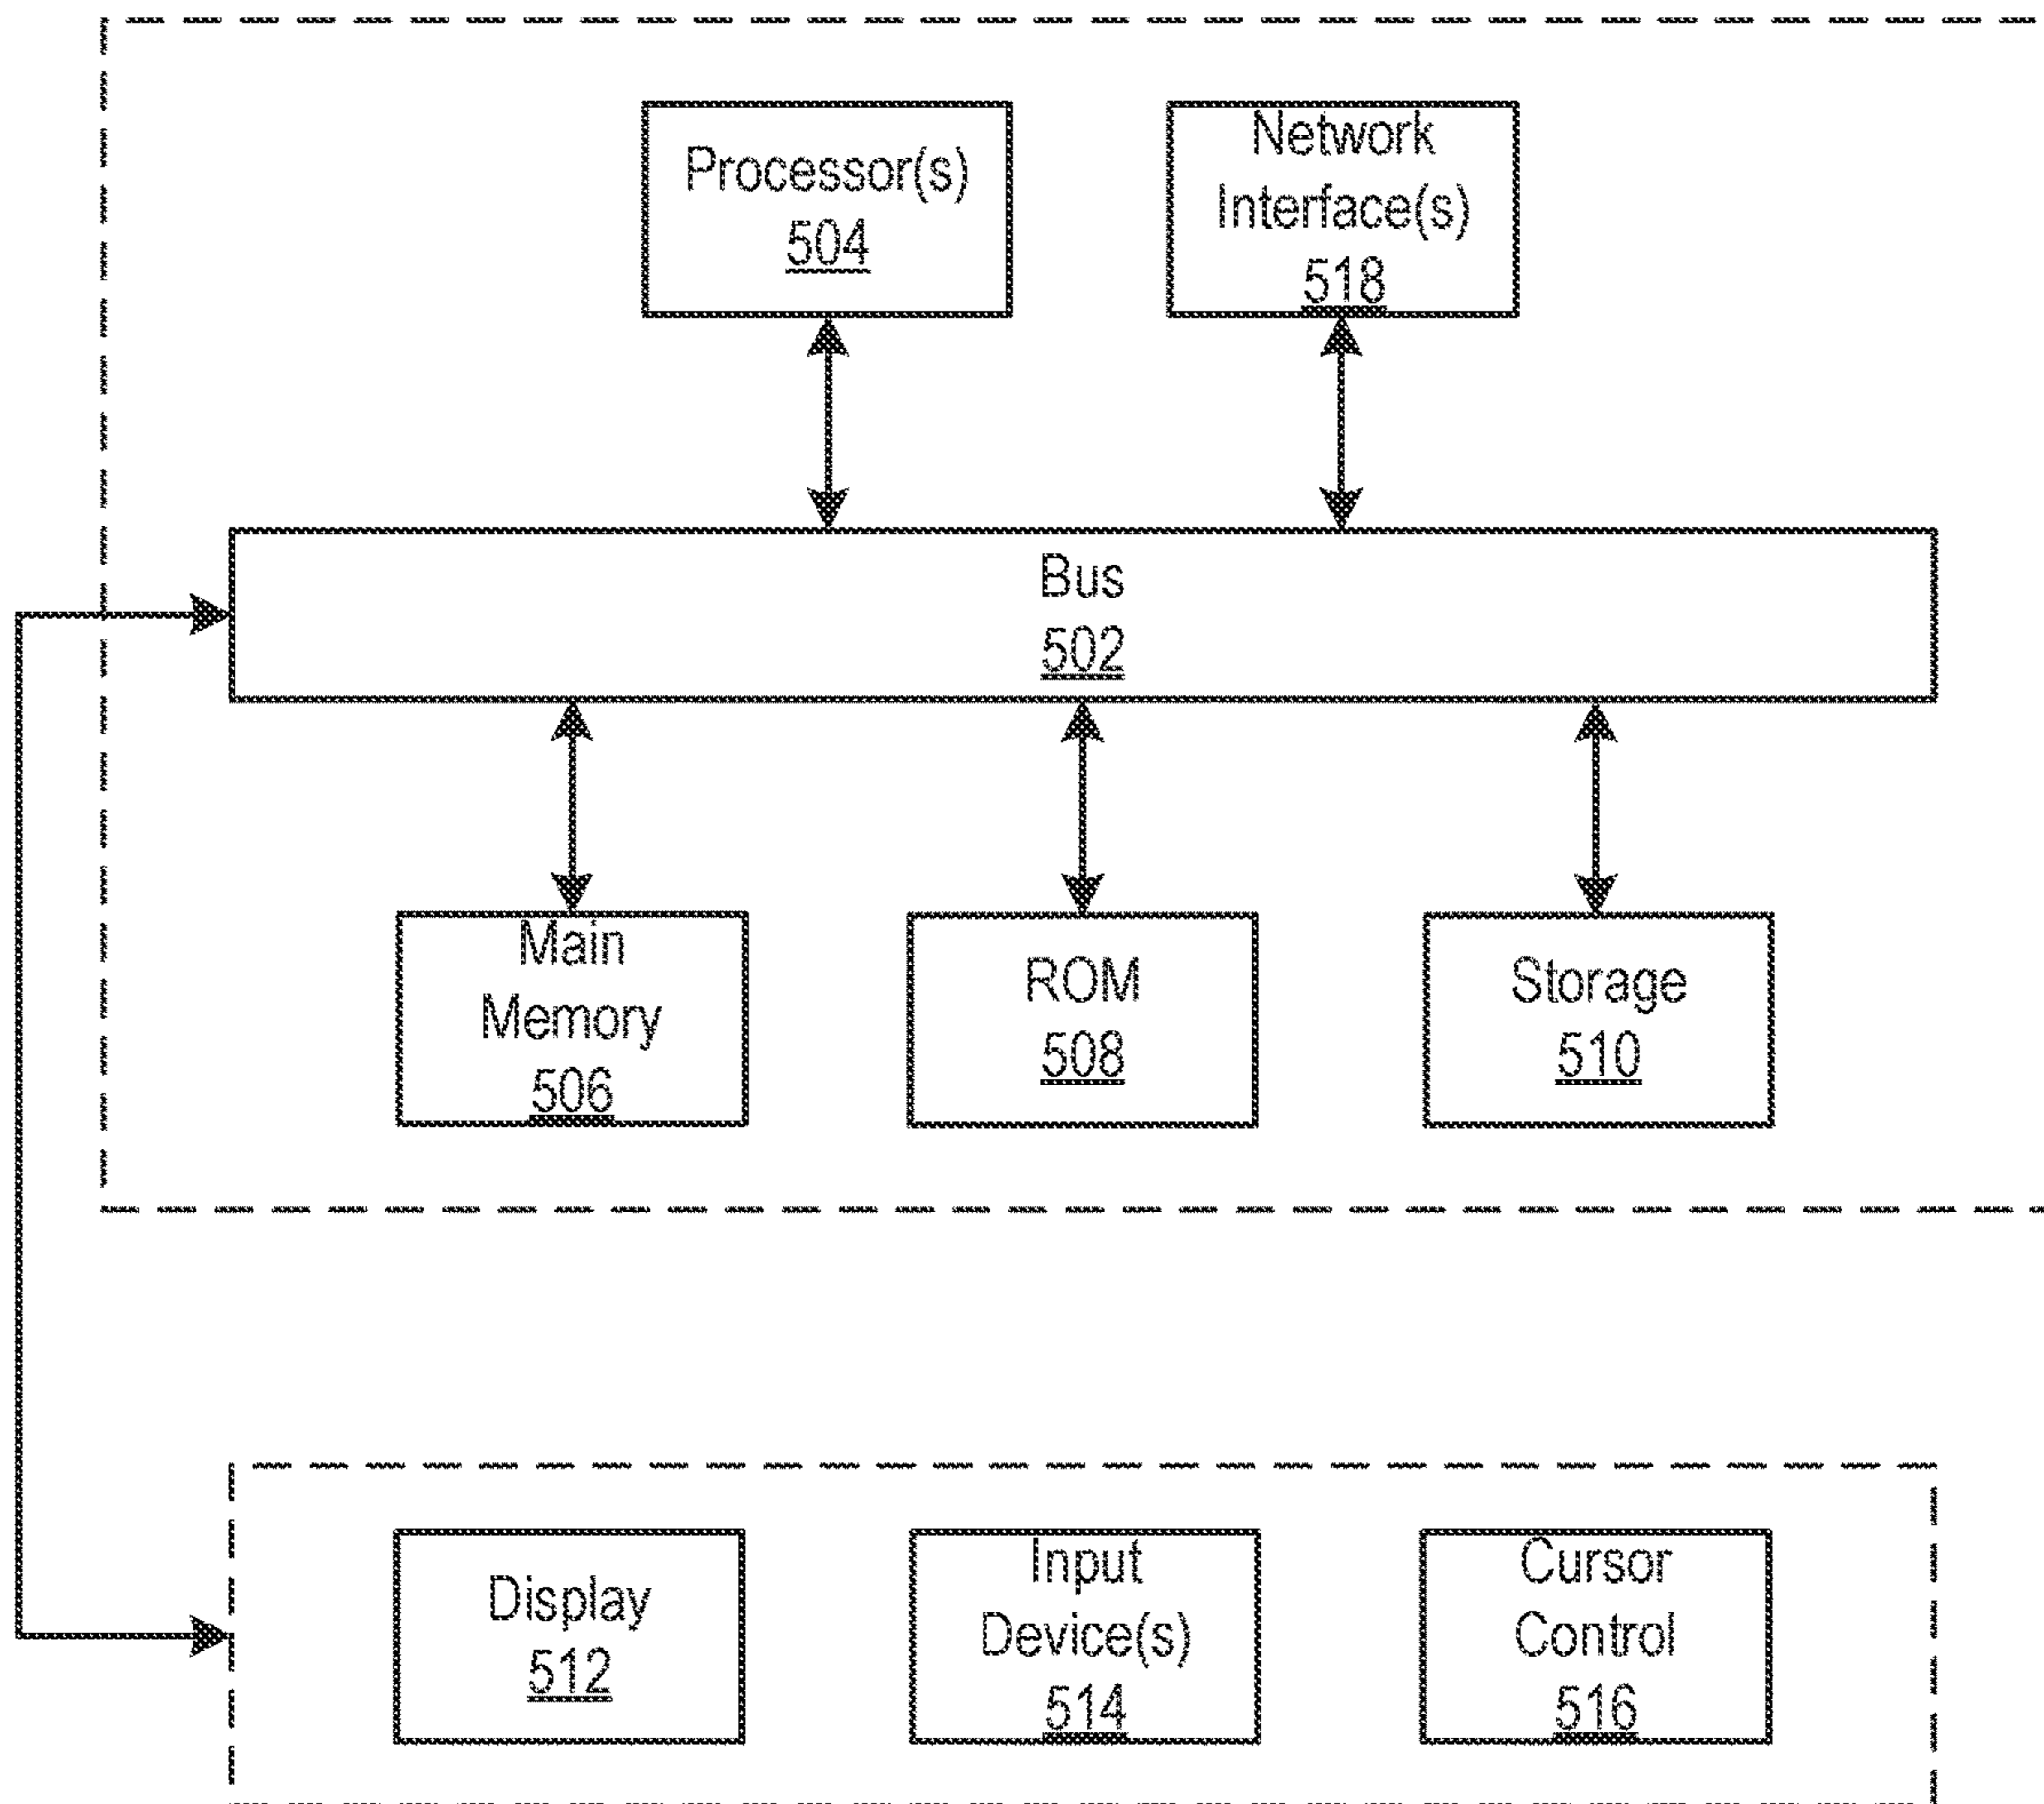 Processor(s)
504
Network
Interface(s)
518
Bus
502
Main
Memory
506
ROM
508
Storage
510
Display
512
Input
Device(s)
514
Cursor
Control
516